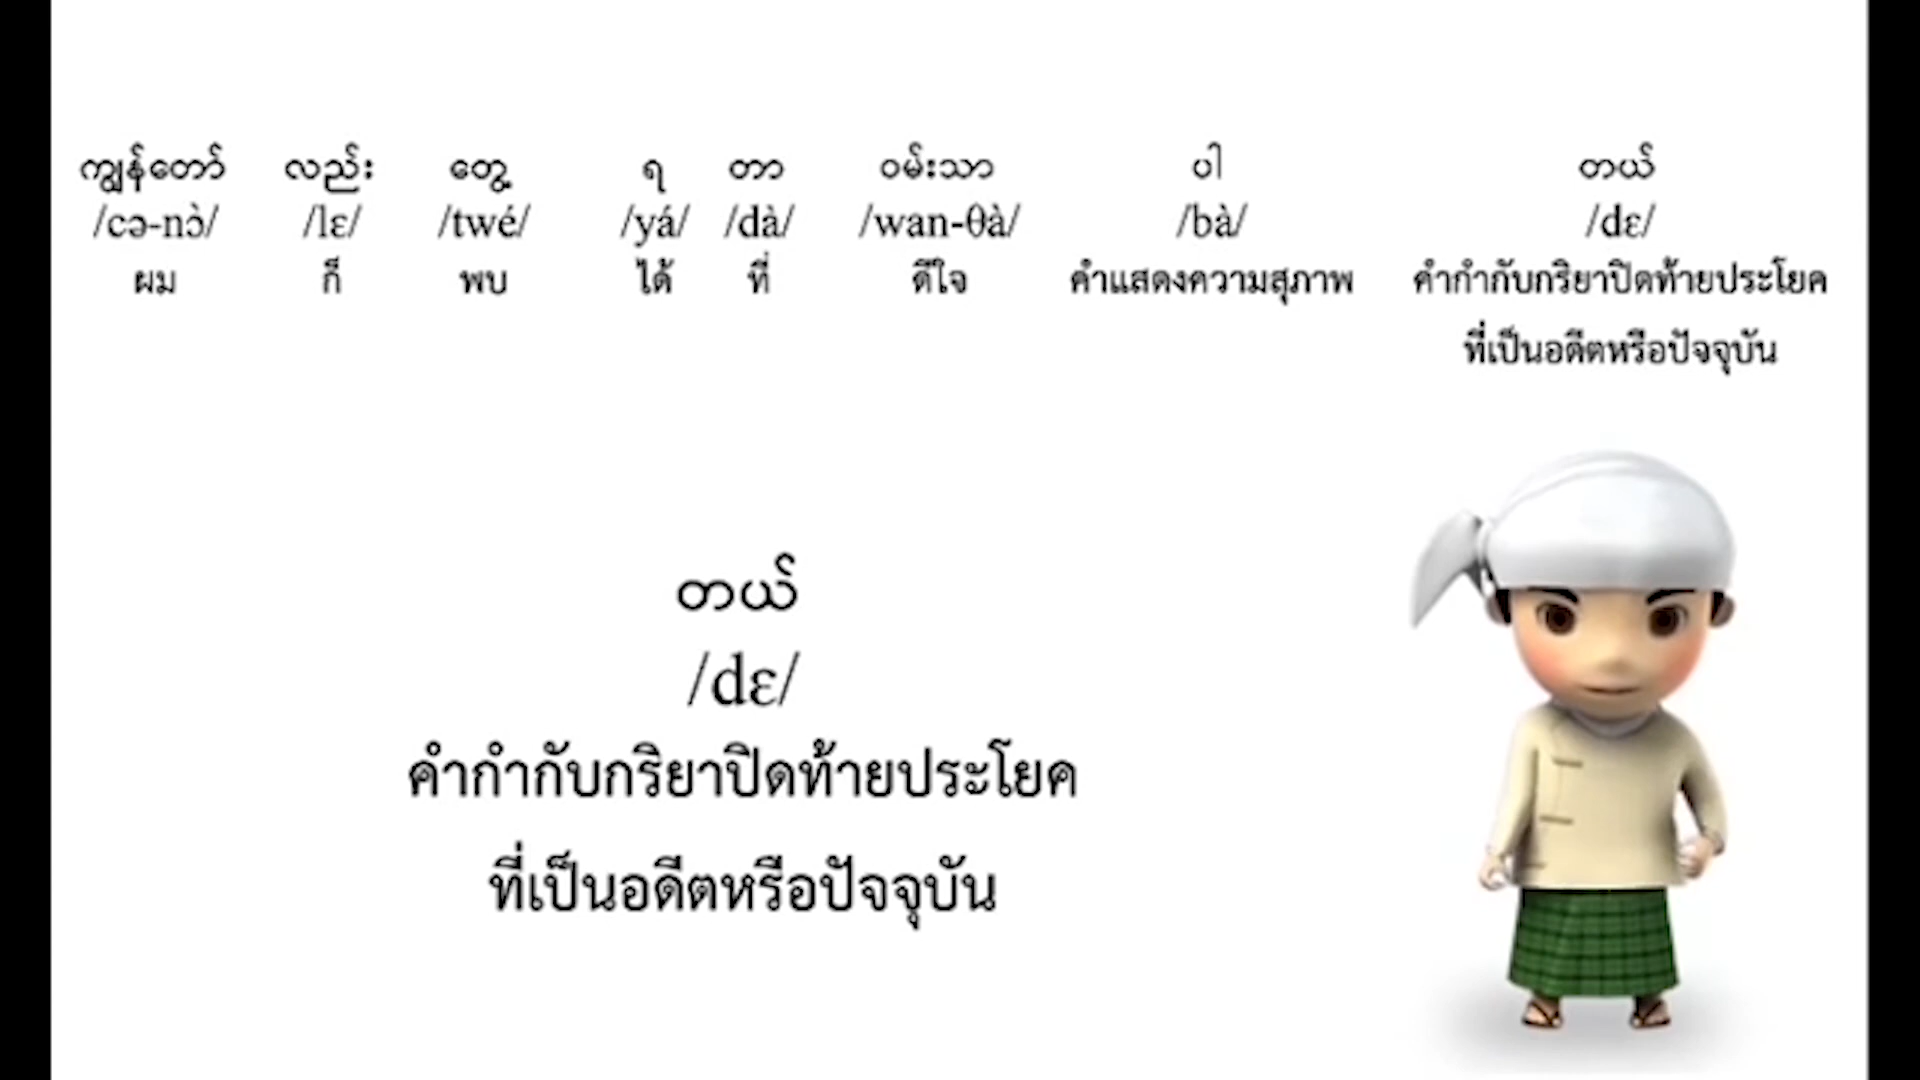 ကျွန်တော် လည်း တွေ့ ရ တာ ဝမ်းသာ ပါ တယ်
/cə-nɔ̀/ /lɛ/ /twé/ /yá/ /dà/ /wan-θà/ /bà/ /dɛ/
ผม ก็ พบ ได้ ที่ ดีใจ คำแสดงความสุภาพ คำกำกับกริยาปิดท้ายประโยค
ที่เป็นอดีตหรือปัจจุบัน
တယ်
/dɛ/
คำกำกับกริยาปิดท้ายประโยค
ที่เป็นอดีตหรือปัจจุบัน